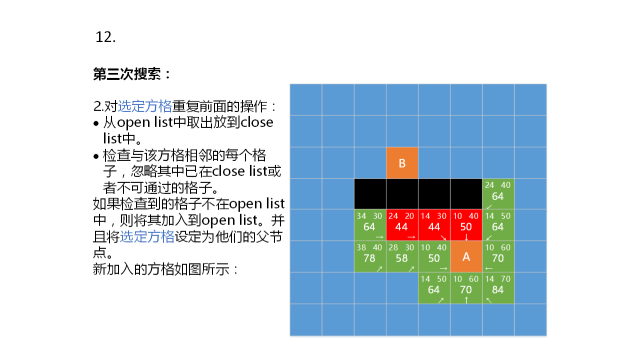 12.
第三次搜索：
2.对选定方格重复前面的操作：
• 从open list中取出放到close
list中。
• 检查与该方格相邻的每个格
子，忽略其中已在close list或
者不可通过的格子。
如果检查到的格子不在open list
中，则将其加入到open list。并
且将选定方格设定为他们的父节
点。
新加入的方格如图所示：
B
24 40
64
↙
34 30 24 20 14 30 10 40 14 50
64 44 44 50 64
→ → ↘ ↓ ↙
38 40 28 30 10 40 10 60
78 58 50 A 70
↗ ↗ → ←
14 50 10 60 14 70
64 70 84
↗ ↑ ↖